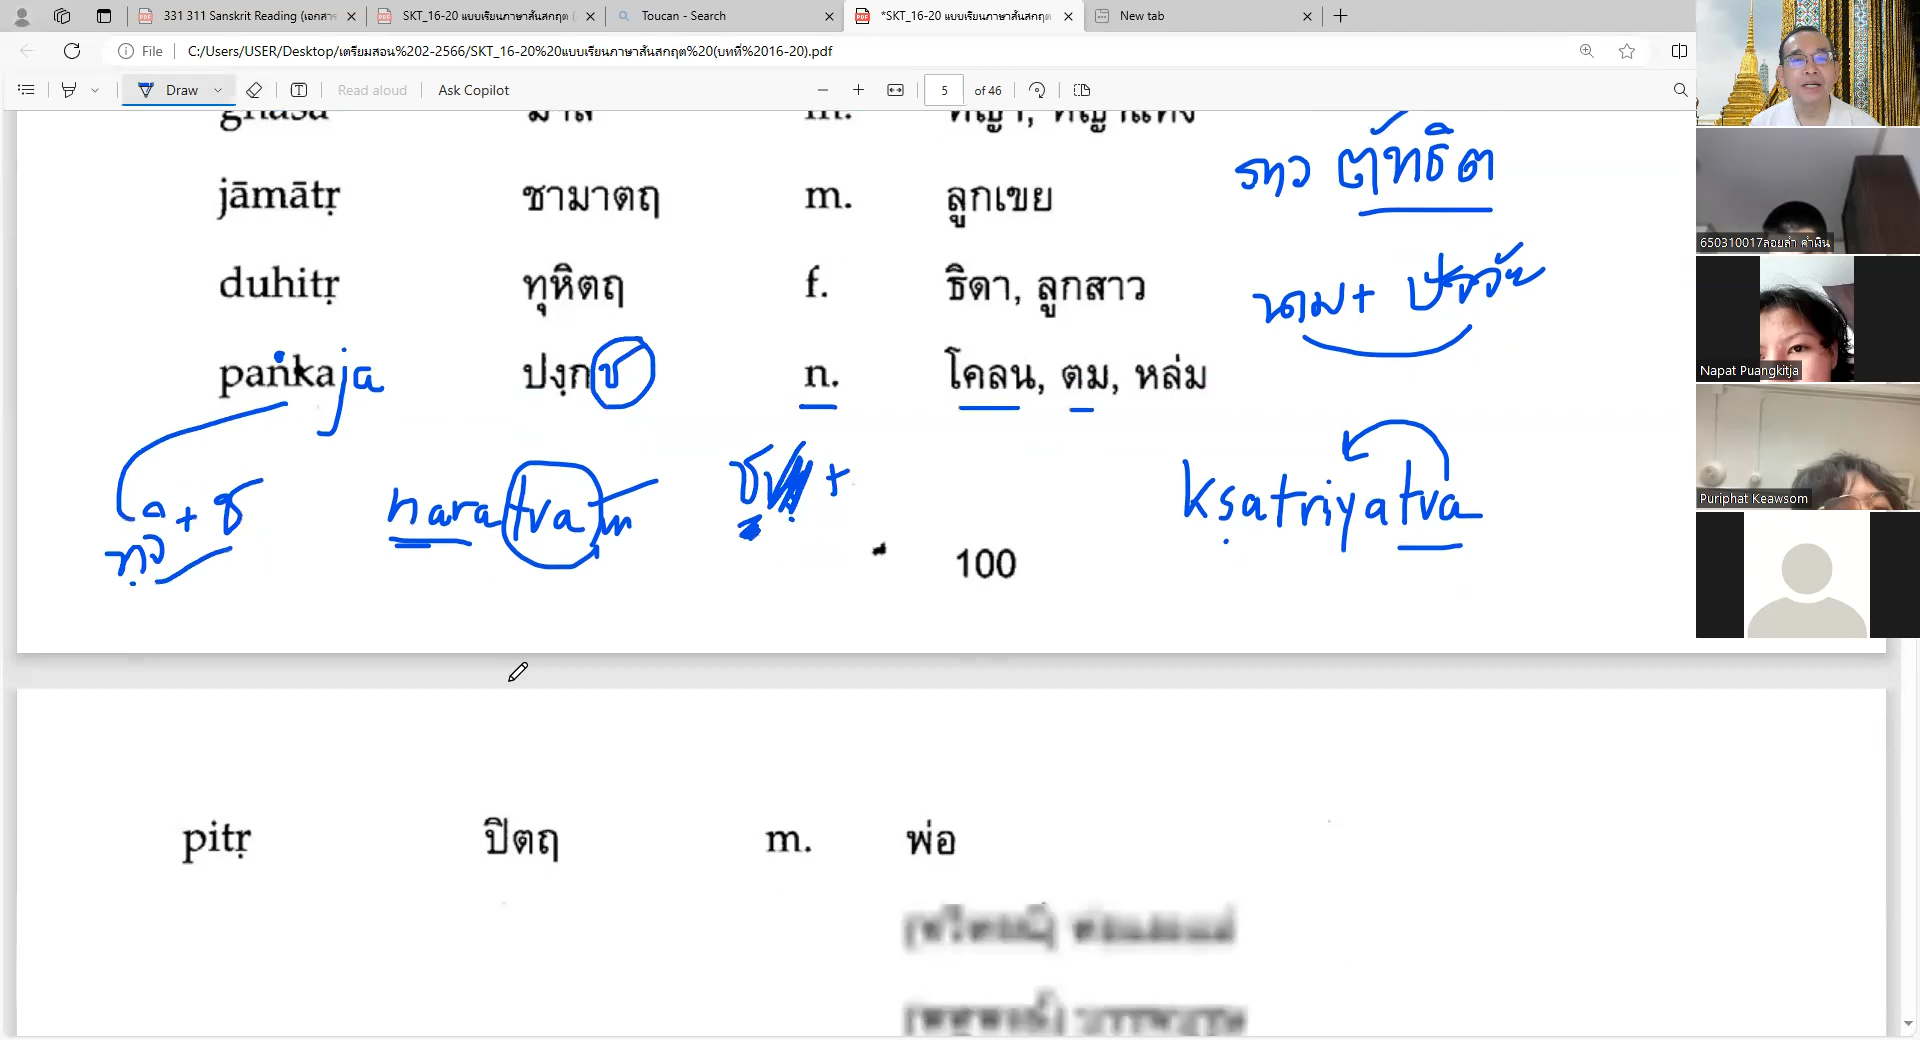 331 311 Sanskrit Reading (เอกสาร
SKT_16-20 แบบเรียนภาษาสันสกฤต (
Toucan - Search
*SKT_16-20 แบบเรียนภาษาสันสกฤต
New tab
File
C:/Users/USER/Desktop/เตรียมสอน%202-2566/SKT_16-20%20แบบเรียนภาษาสันสกฤต%20(บทที่%2016-20).pdf
Draw
Read aloud
Ask Copilot
5 of 46
jāmātṛ ชามาตฤ m. ลูกเขย
ตัทธิต
duhitṛ ทุหิตฤ f. ธิดา, ลูกสาว
นาม + ปัจจัย
paṅkaja ปงฺกช n. โคลน, ตม, หล่ม
+ ช naratvam + kṣatriyatva
100
pitṛ ปิตฤ m. พ่อ
650310017ลอยลำ คำเงิน
Napat Puangkitja
Puriphat Keawsom